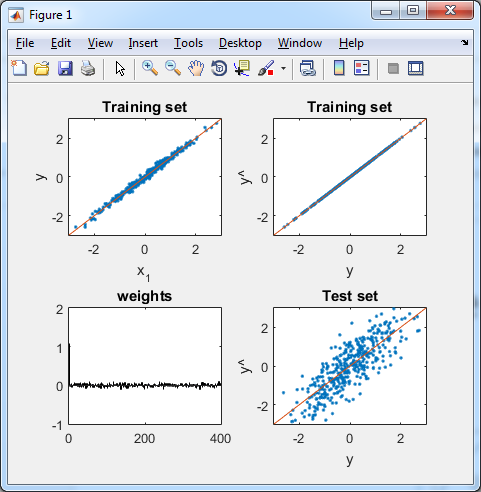 Figure 1
File Edit View Insert Tools Desktop Window Help
Training set
y
2
0
-2
-2 0 2
x1
Training set
y^
2
0
-2
-2 0 2
y
weights
2
1
0
-1
0 200 400
Test set
y^
2
0
-2
-2 0 2
y